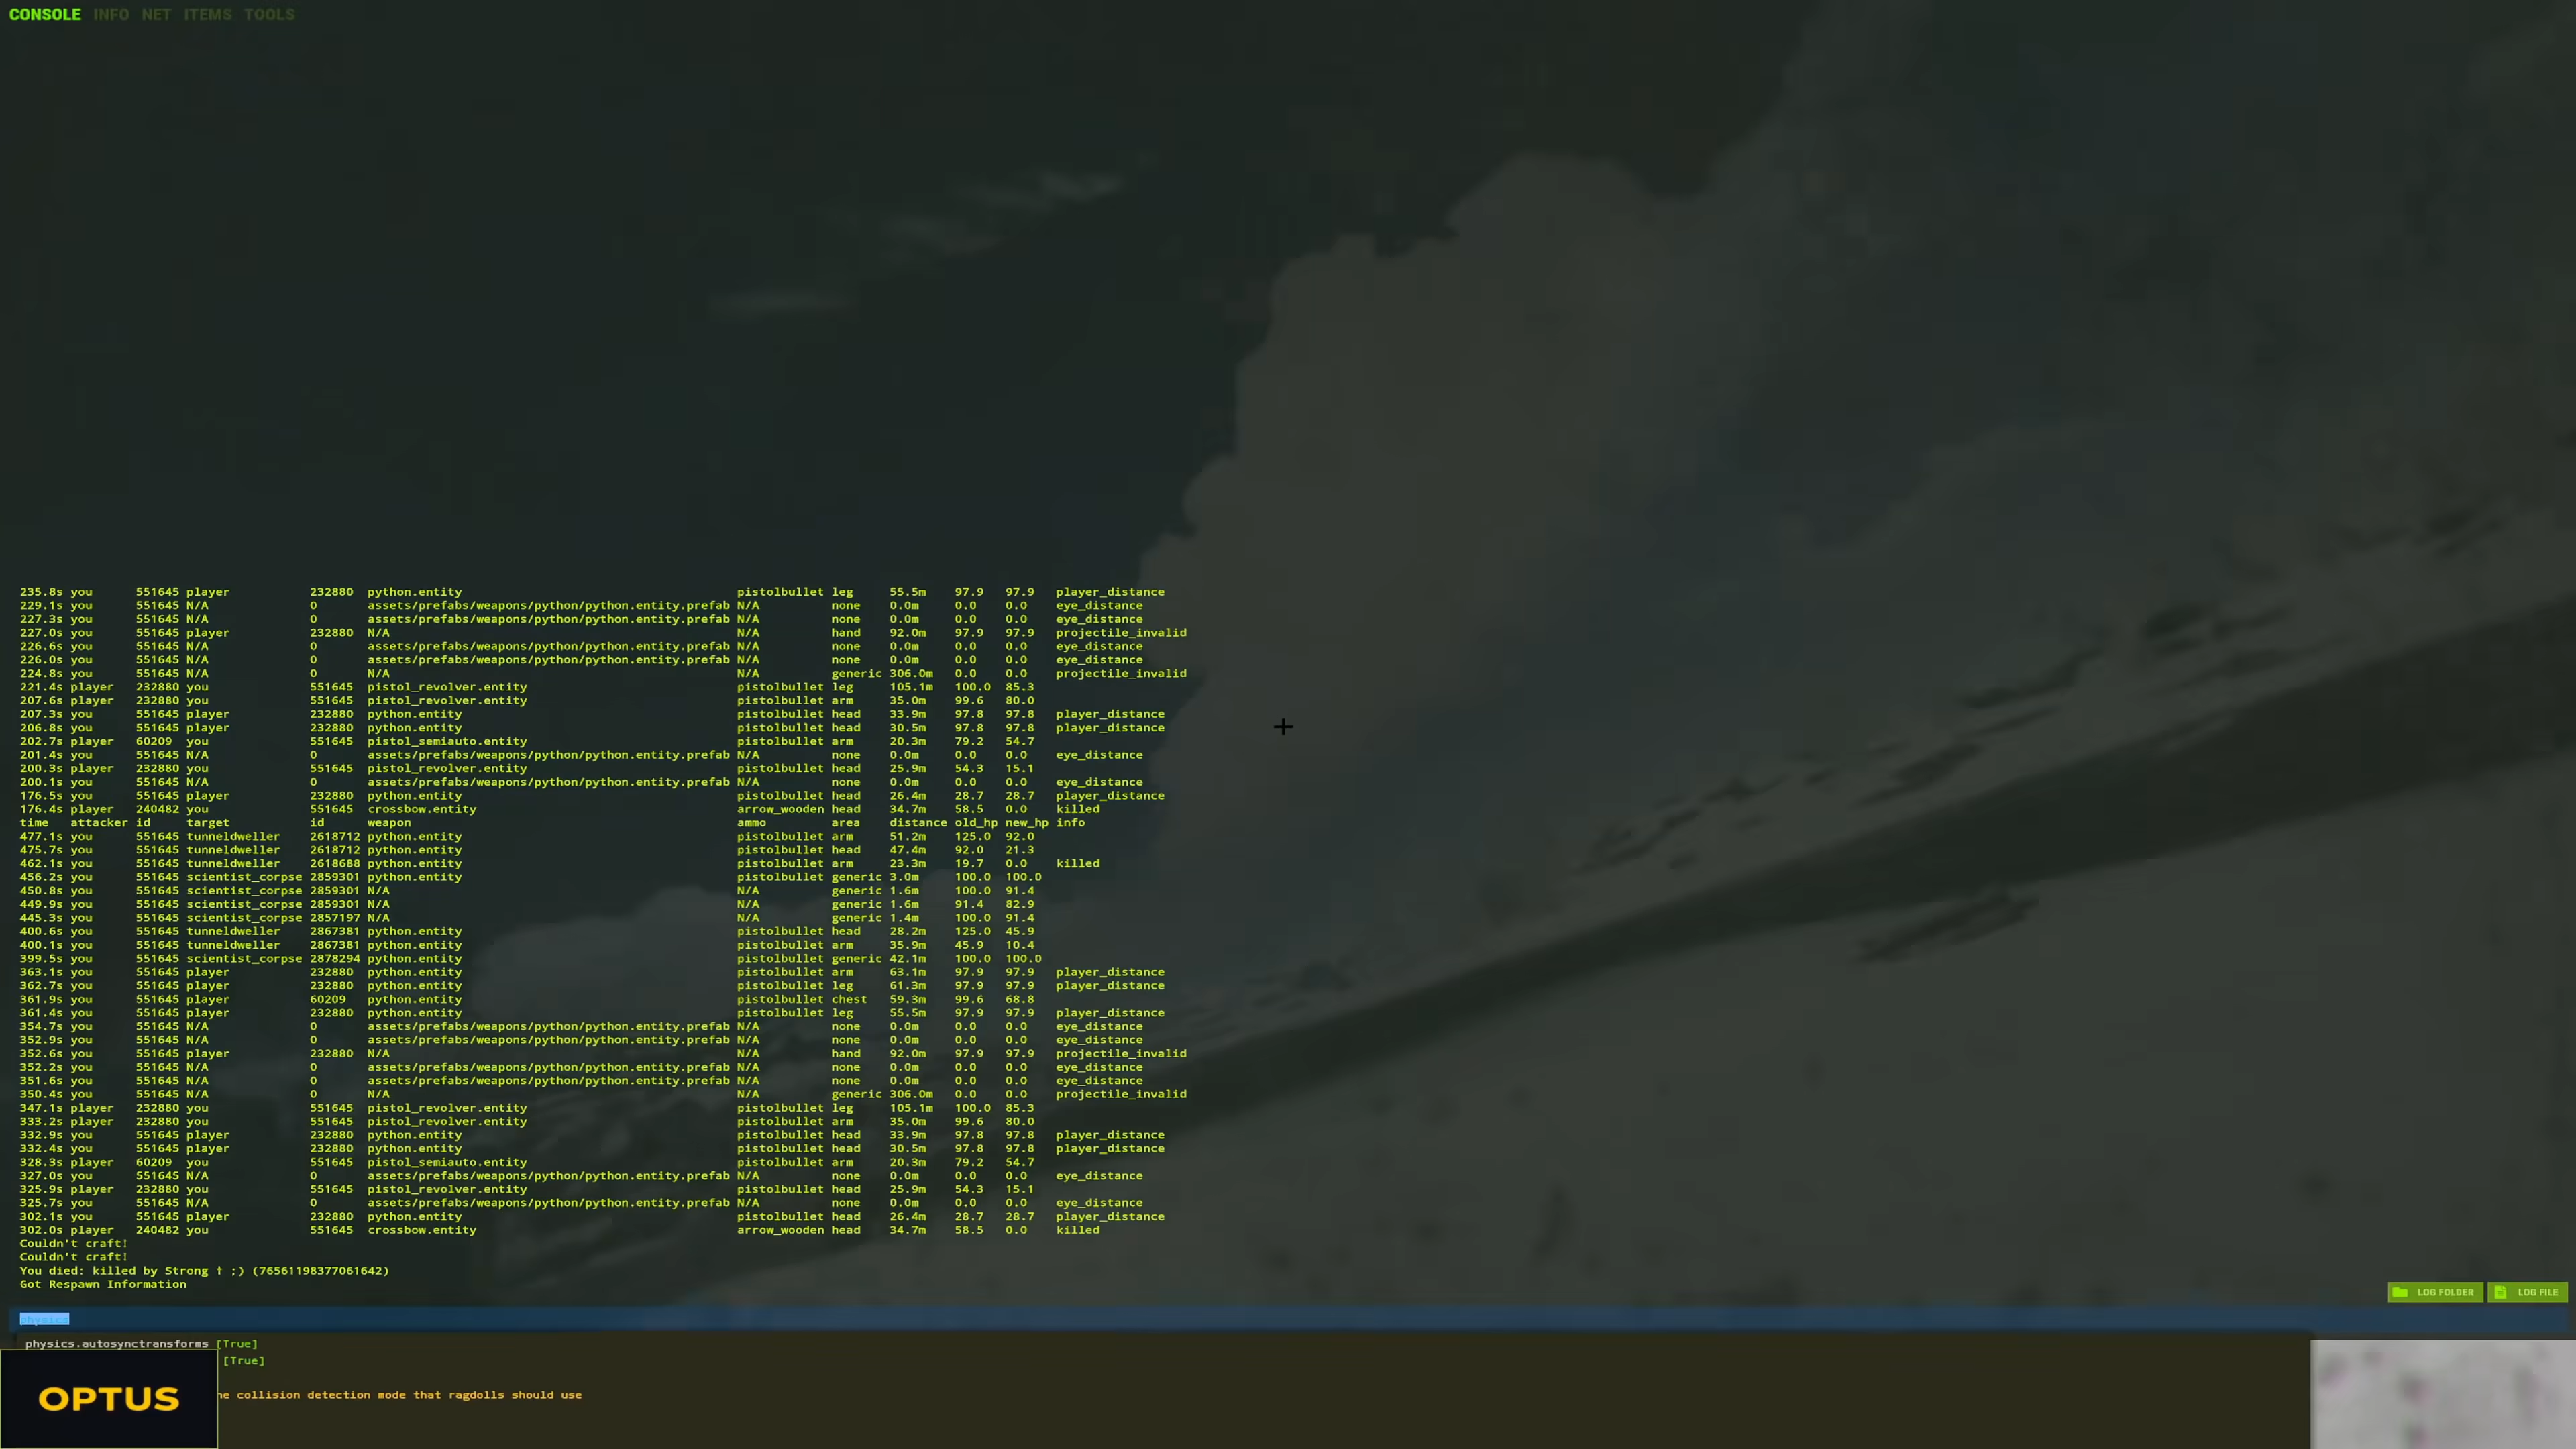 CONSOLE INFO NET ITEMS TOOLS
235.8s you 551645 player 232880 python.entity pistolbullet leg 55.5m 97.9 97.9 player_distance
229.1s you 551645 N/A 0 assets/prefabs/weapons/python/python.entity.prefab N/A none 0.0m 0.0 0.0 eye_distance
227.3s you 551645 N/A 0 assets/prefabs/weapons/python/python.entity.prefab N/A none 0.0m 0.0 0.0 eye_distance
227.0s you 551645 player 232880 N/A N/A hand 92.0m 97.9 97.9 projectile_invalid
226.6s you 551645 N/A 0 assets/prefabs/weapons/python/python.entity.prefab N/A none 0.0m 0.0 0.0 eye_distance
226.0s you 551645 N/A 0 assets/prefabs/weapons/python/python.entity.prefab N/A none 0.0m 0.0 0.0 eye_distance
224.8s you 551645 N/A 0 N/A N/A generic 306.0m 0.0 0.0 projectile_invalid
221.4s player 232880 you 551645 pistol_revolver.entity pistolbullet leg 105.1m 100.0 85.3
207.6s player 232880 you 551645 pistol_revolver.entity pistolbullet arm 35.0m 99.6 80.0
207.3s you 551645 player 232880 python.entity pistolbullet head 33.9m 97.8 97.8 player_distance
206.8s you 551645 player 232880 python.entity pistolbullet head 30.5m 97.8 97.8 player_distance
202.7s player 60209 you 551645 pistol_semiauto.entity pistolbullet arm 20.3m 79.2 54.7
201.4s you 551645 N/A 0 assets/prefabs/weapons/python/python.entity.prefab N/A none 0.0m 0.0 0.0 eye_distance
200.3s player 232880 you 551645 pistol_revolver.entity pistolbullet head 25.9m 54.3 15.1
200.1s you 551645 N/A 0 assets/prefabs/weapons/python/python.entity.prefab N/A none 0.0m 0.0 0.0 eye_distance
176.5s you 551645 player 232880 python.entity pistolbullet head 26.4m 28.7 28.7 player_distance
176.4s player 240482 you 551645 crossbow.entity arrow_wooden head 34.7m 58.5 0.0 killed
time attacker id target id weapon ammo area distance old_hp new_hp info
477.1s you 551645 tunneldweller 2618712 python.entity pistolbullet arm 51.2m 125.0 92.0
475.7s you 551645 tunneldweller 2618712 python.entity pistolbullet head 47.4m 92.0 21.3
462.1s you 551645 tunneldweller 2618688 python.entity pistolbullet arm 23.3m 19.7 0.0 killed
456.2s you 551645 scientist_corpse 2859301 python.entity pistolbullet generic 3.0m 100.0 100.0
450.8s you 551645 scientist_corpse 2859301 N/A N/A generic 1.6m 100.0 91.4
449.9s you 551645 scientist_corpse 2859301 N/A N/A generic 1.6m 91.4 82.9
445.3s you 551645 scientist_corpse 2857197 N/A N/A generic 1.4m 100.0 91.4
400.6s you 551645 tunneldweller 2867381 python.entity pistolbullet head 28.2m 125.0 45.9
400.1s you 551645 tunneldweller 2867381 python.entity pistolbullet arm 35.9m 45.9 10.4
399.5s you 551645 scientist_corpse 2878294 python.entity pistolbullet generic 42.1m 100.0 100.0
363.1s you 551645 player 232880 python.entity pistolbullet arm 63.1m 97.9 97.9 player_distance
362.7s you 551645 player 232880 python.entity pistolbullet leg 61.3m 97.9 97.9 player_distance
361.9s you 551645 player 60209 python.entity pistolbullet chest 59.3m 99.6 68.8
361.4s you 551645 player 232880 python.entity pistolbullet leg 55.5m 97.9 97.9 player_distance
354.7s you 551645 N/A 0 assets/prefabs/weapons/python/python.entity.prefab N/A none 0.0m 0.0 0.0 eye_distance
352.9s you 551645 N/A 0 assets/prefabs/weapons/python/python.entity.prefab N/A none 0.0m 0.0 0.0 eye_distance
352.6s you 551645 player 232880 N/A N/A hand 92.0m 97.9 97.9 projectile_invalid
352.2s you 551645 N/A 0 assets/prefabs/weapons/python/python.entity.prefab N/A none 0.0m 0.0 0.0 eye_distance
351.6s you 551645 N/A 0 assets/prefabs/weapons/python/python.entity.prefab N/A none 0.0m 0.0 0.0 eye_distance
350.4s you 551645 N/A 0 N/A N/A generic 306.0m 0.0 0.0 projectile_invalid
347.1s player 232880 you 551645 pistol_revolver.entity pistolbullet leg 105.1m 100.0 85.3
333.2s player 232880 you 551645 pistol_revolver.entity pistolbullet arm 35.0m 99.6 80.0
332.9s you 551645 player 232880 python.entity pistolbullet head 33.9m 97.8 97.8 player_distance
332.4s you 551645 player 232880 python.entity pistolbullet head 30.5m 97.8 97.8 player_distance
328.3s player 60209 you 551645 pistol_semiauto.entity pistolbullet arm 20.3m 79.2 54.7
327.0s you 551645 N/A 0 assets/prefabs/weapons/python/python.entity.prefab N/A none 0.0m 0.0 0.0 eye_distance
325.9s player 232880 you 551645 pistol_revolver.entity pistolbullet head 25.9m 54.3 15.1
325.7s you 551645 N/A 0 assets/prefabs/weapons/python/python.entity.prefab N/A none 0.0m 0.0 0.0 eye_distance
302.1s you 551645 player 232880 python.entity pistolbullet head 26.4m 28.7 28.7 player_distance
302.0s player 240482 you 551645 crossbow.entity arrow_wooden head 34.7m 58.5 0.0 killed
Couldn't craft!
Couldn't craft!
You died: killed by Strong † ;) (76561198377061642)
Got Respawn Information
LOG FOLDER LOG FILE
physics.autosynctransforms [True]
[True]
he collision detection mode that ragdolls should use
OPTUS